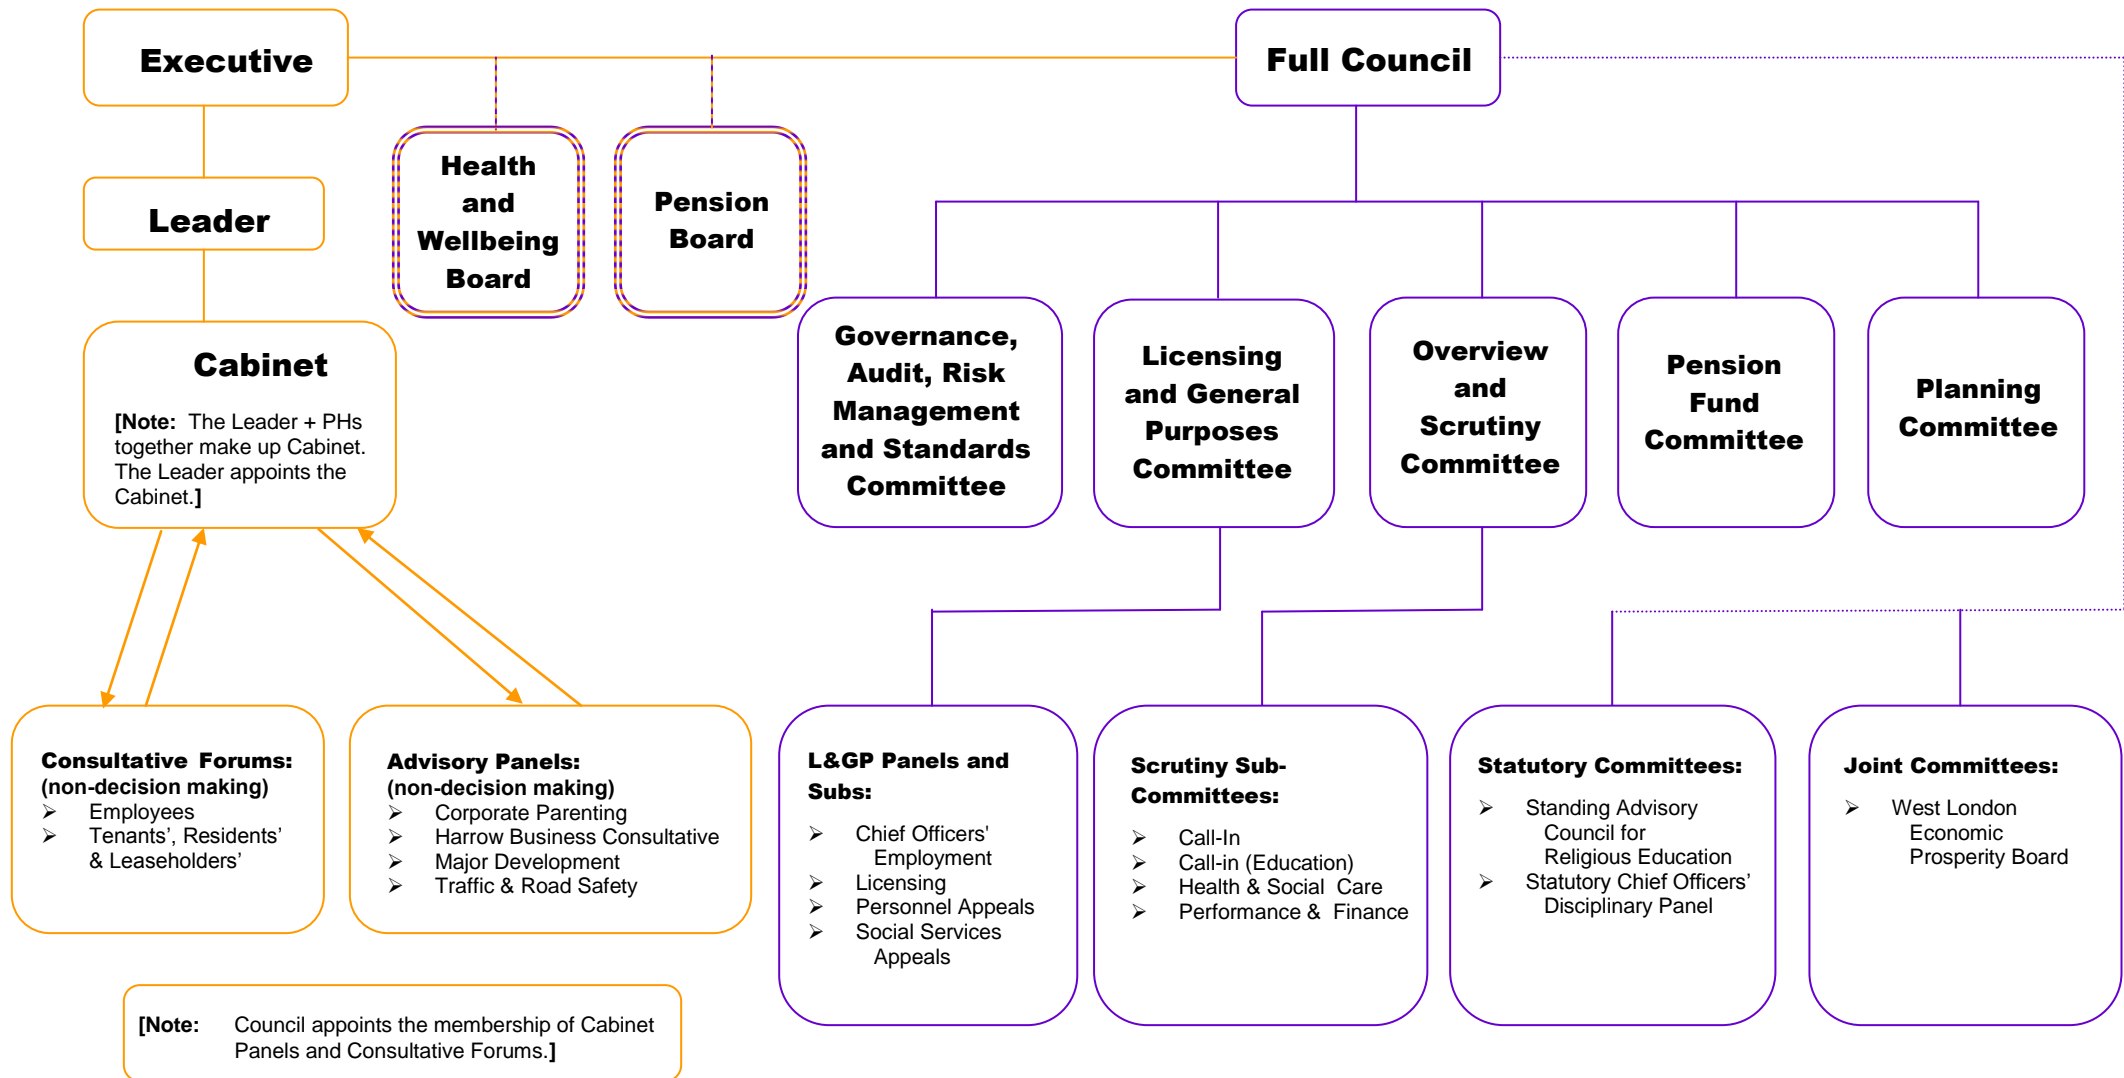 Executive
Full Council
Health
and
Wellbeing
Board
Pension
Board
Leader
Cabinet
[Note: The Leader + PHs
together make up Cabinet.
The Leader appoints the
Cabinet.]
Governance,
Audit, Risk
Management
and Standards
Committee
Licensing
and General
Purposes
Committee
Overview
and
Scrutiny
Committee
Pension
Fund
Committee
Planning
Committee
Consultative Forums:
(non-decision making)
➢ Employees
➢ Tenants’, Residents’
& Leaseholders’
Advisory Panels:
(non-decision making)
➢ Corporate Parenting
➢ Harrow Business Consultative
➢ Major Development
➢ Traffic & Road Safety
L&GP Panels and
Subs:
➢ Chief Officers'
Employment
➢ Licensing
➢ Personnel Appeals
➢ Social Services
Appeals
Scrutiny Sub-
Committees:
➢ Call-In
➢ Call-in (Education)
➢ Health & Social Care
➢ Performance & Finance
Statutory Committees:
➢ Standing Advisory
Council for
Religious Education
➢ Statutory Chief Officers’
Disciplinary Panel
Joint Committees:
➢ West London
Economic
Prosperity Board
[Note: Council appoints the membership of Cabinet
Panels and Consultative Forums.]